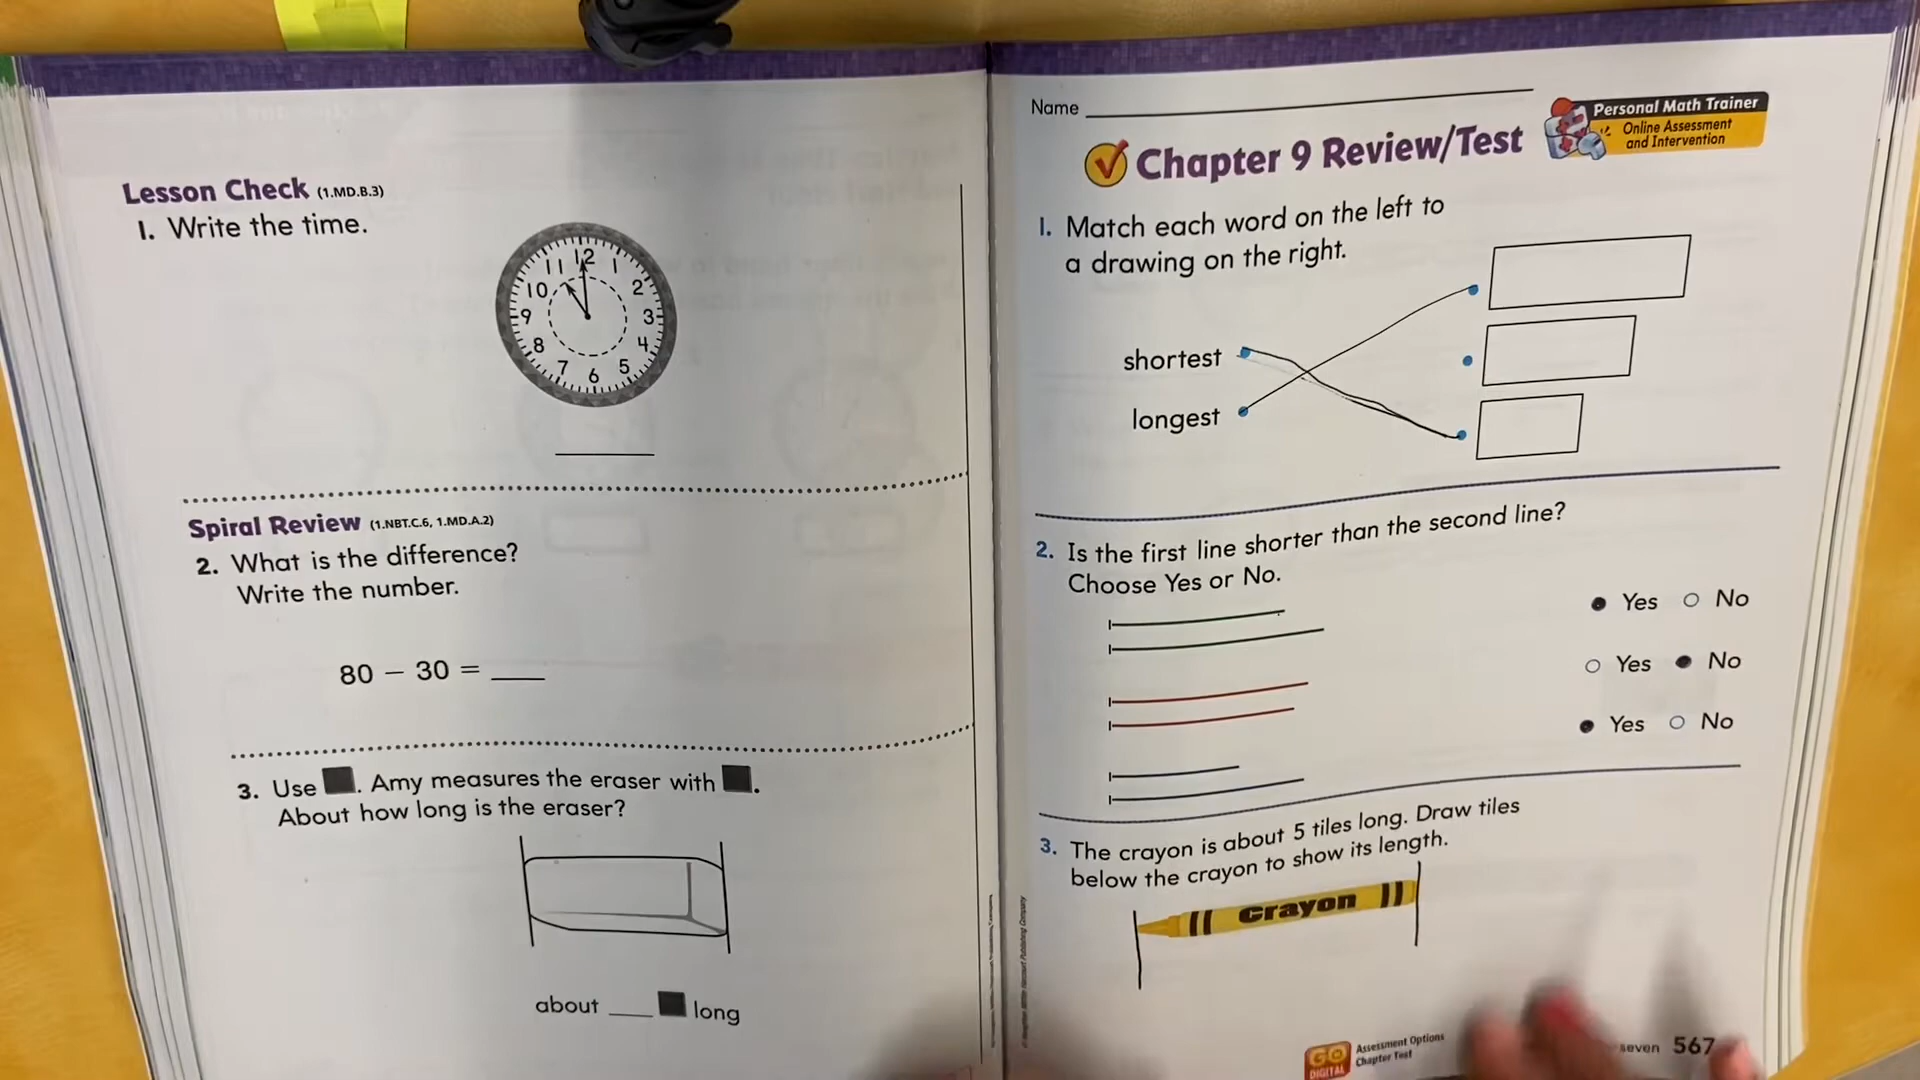 Lesson Check (1.MD.B.3)
1. Write the time.
12
11 1
10 2
9 3
8 4
7 5
6
Spiral Review (1.NBT.C.6, 1.MD.A.2)
2. What is the difference?
Write the number.
80 − 30 = ____
3. Use ■. Amy measures the eraser with ■.
About how long is the eraser?
about ____ ■ long
Name
Personal Math Trainer
Online Assessment
and Intervention
Chapter 9 Review/Test
1. Match each word on the left to
a drawing on the right.
shortest
longest
2. Is the first line shorter than the second line?
Choose Yes or No.
● Yes ○ No
○ Yes ● No
● Yes ○ No
3. The crayon is about 5 tiles long. Draw tiles
below the crayon to show its length.
Crayon
GO
DIGITAL
Assessment Options
Chapter Test
seven 567